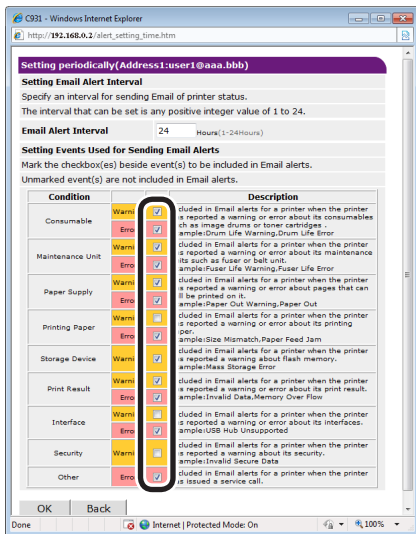 C931 - Windows Internet Explorer
http://192.168.0.2/alert_setting_time.htm
Setting periodically(Address1:user1@aaa.bbb)
Setting Email Alert Interval
Specify an interval for sending Email of printer status.
The interval that can be set is any positive integer value of 1 to 24.
Email Alert Interval 24 Hours(1-24Hours)
Setting Events Used for Sending Email Alerts
Mark the checkbox(es) beside event(s) to be included in Email alerts.
Unmarked event(s) are not included in Email alerts.
Condition Description
Consumable
Warni
Erro
cluded in Email alerts for a printer when the printer
s reported a warning or error about its consumables
ch as image drums or toner cartridges .
ample:Drum Life Warning,Drum Life Error
Maintenance Unit
Warni
Erro
cluded in Email alerts for a printer when the printer
s reported a warning or error about its maintenance
its such as fuser or belt unit.
ample:Fuser Life Warning,Fuser Life Error
Paper Supply
Warni
Erro
cluded in Email alerts for a printer when the printer
s reported a warning or error about pages that can
ll be printed on it.
ample:Paper Out Warning,Paper Out
Printing Paper
Warni
Erro
cluded in Email alerts for a printer when the printer
s reported a warning or error about its printing
per.
ample:Size Mismatch,Paper Feed Jam
Storage Device
Warni
cluded in Email alerts for a printer when the printer
s reported a warning about flash memory.
ample:Mass Storage Error
Print Result
Warni
Erro
cluded in Email alerts for a printer when the printer
s reported a warning or error about its print result.
ample:Invalid Data,Memory Over Flow
Interface
Warni
Erro
cluded in Email alerts for a printer when the printer
s reported a warning or error about its interfaces.
ample:USB Hub Unsupported
Security
Warni
cluded in Email alerts for a printer when the printer
s reported a warning about its security.
ample:Invalid Secure Data
Other
Erro
cluded in Email alerts for a printer when the printer
s issued a service call.
OK Back
Done Internet | Protected Mode: On 100%